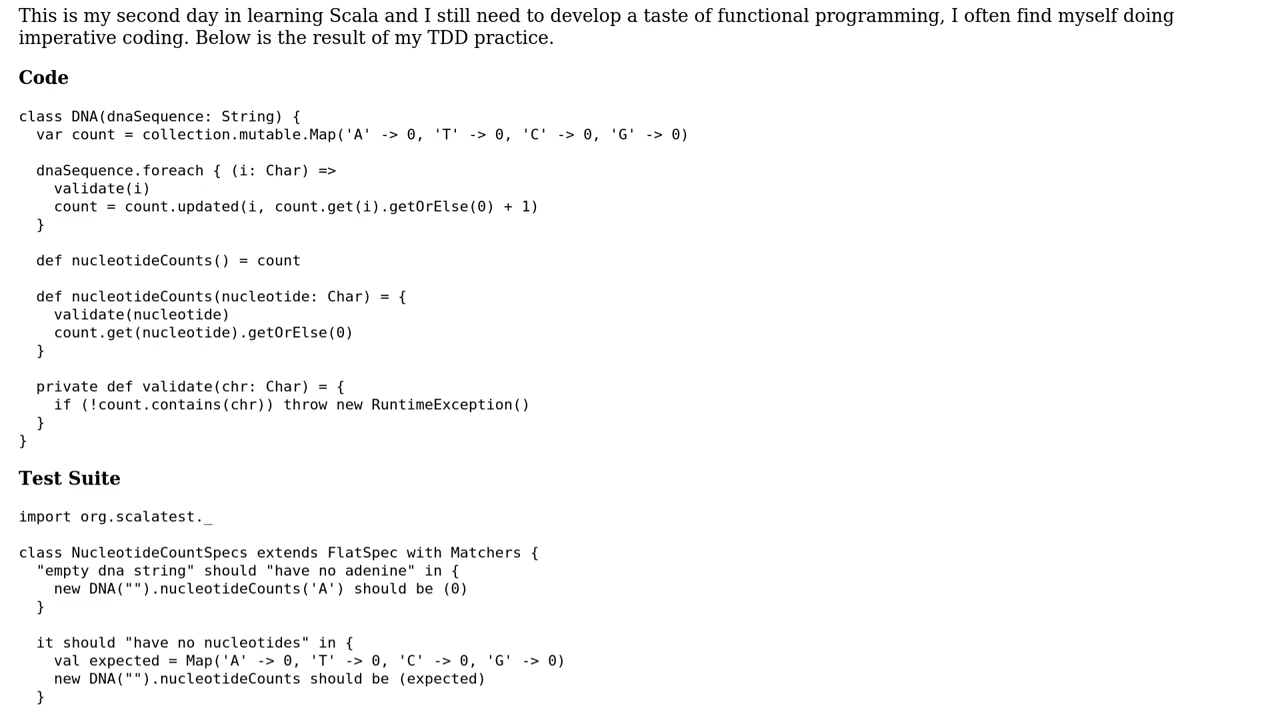 This is my second day in learning Scala and I still need to develop a taste of functional programming, I often find myself doing
imperative coding. Below is the result of my TDD practice.
Code
class DNA(dnaSequence: String) {
  var count = collection.mutable.Map('A' -> 0, 'T' -> 0, 'C' -> 0, 'G' -> 0)
  dnaSequence.foreach { (i: Char) =>
    validate(i)
    count = count.updated(i, count.get(i).getOrElse(0) + 1)
  }
  def nucleotideCounts() = count
  def nucleotideCounts(nucleotide: Char) = {
    validate(nucleotide)
    count.get(nucleotide).getOrElse(0)
  }
  private def validate(chr: Char) = {
    if (!count.contains(chr)) throw new RuntimeException()
  }
}
Test Suite
import org.scalatest._
class NucleotideCountSpecs extends FlatSpec with Matchers {
  "empty dna string" should "have no adenine" in {
    new DNA("").nucleotideCounts('A') should be (0)
  }
  it should "have no nucleotides" in {
    val expected = Map('A' -> 0, 'T' -> 0, 'C' -> 0, 'G' -> 0)
    new DNA("").nucleotideCounts should be (expected)
  }